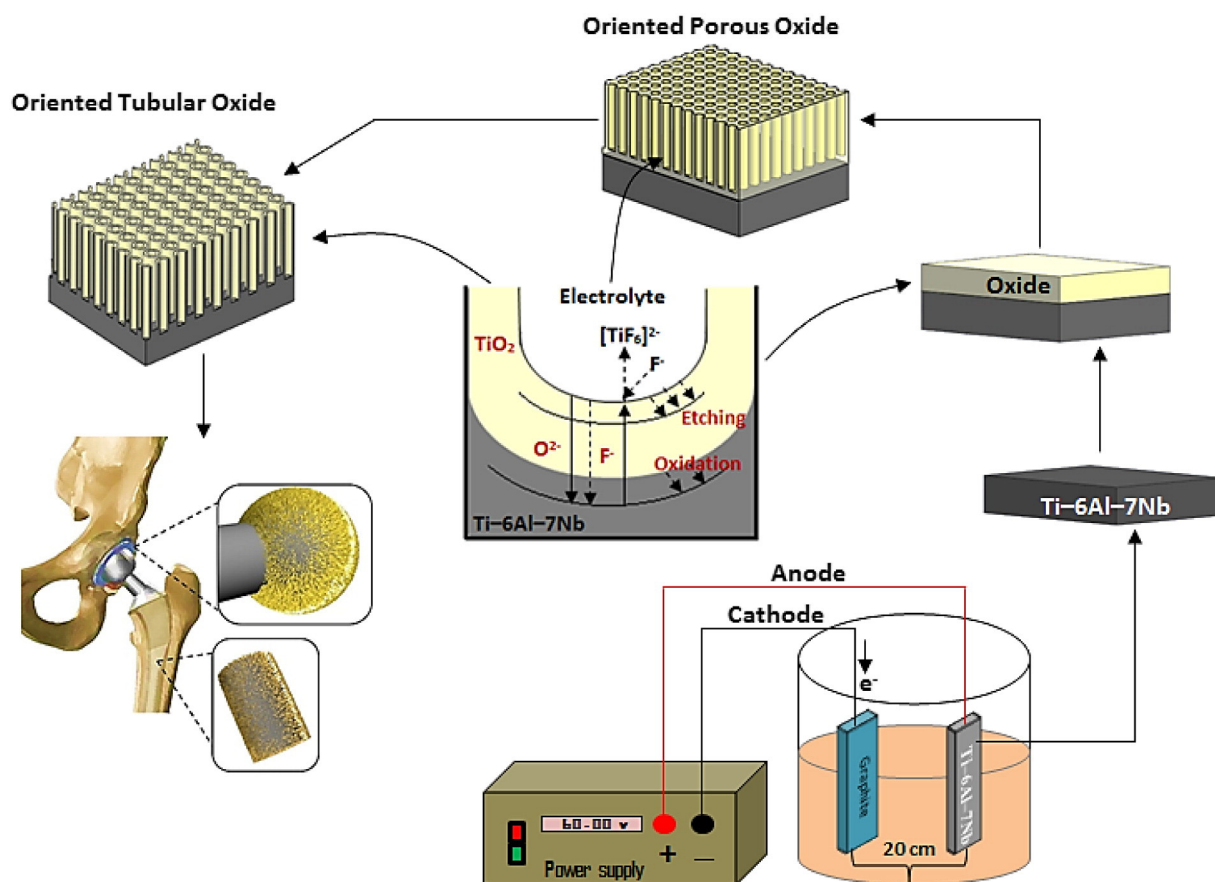 Oriented Porous Oxide
Oriented Tubular Oxide
Oxide
Electrolyte
[TiF₆]²⁻
TiO₂
F⁻
Etching
O²⁻
F⁻
Oxidation
Ti–6Al–7Nb
Ti–6Al–7Nb
Anode
Cathode
e⁻
Graphite
Ti–6Al–7Nb
60.00 v
+ –
20 cm
Power supply